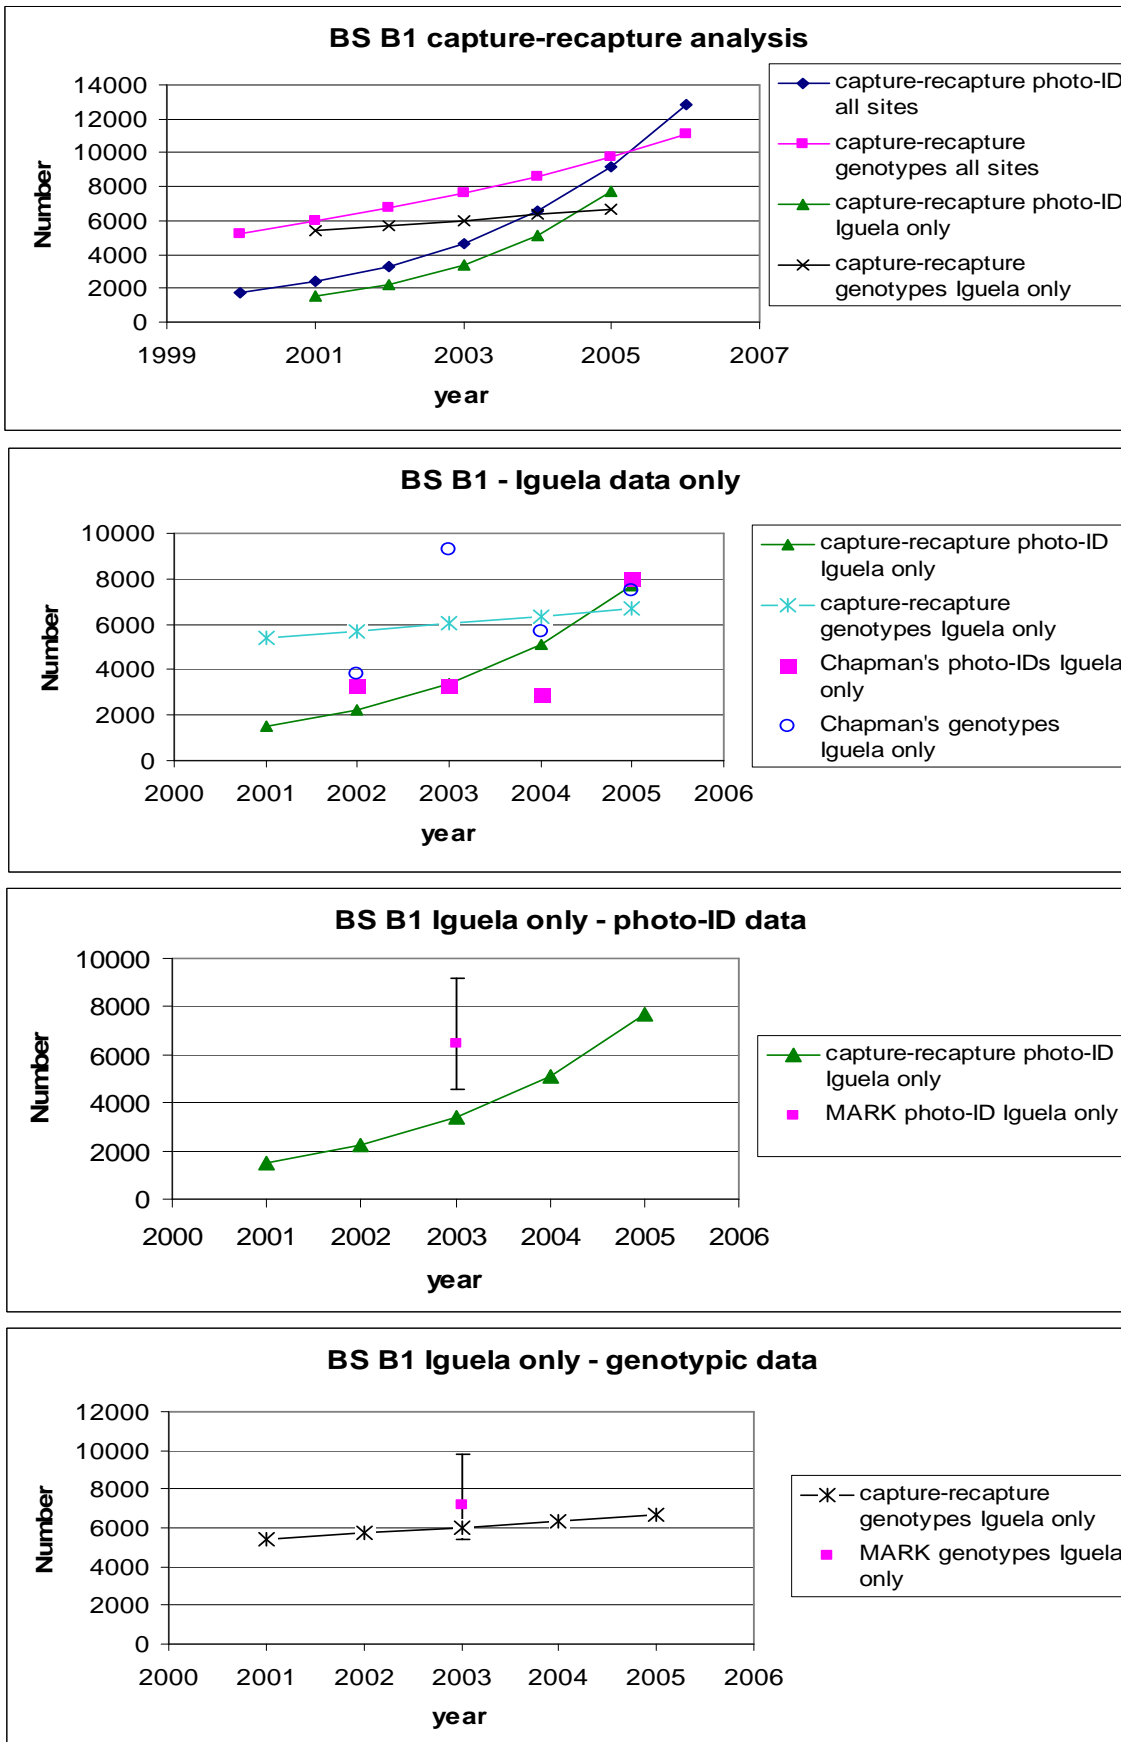 BS B1 capture-recapture analysis
14000
12000
10000
8000
6000
4000
2000
0
Number
1999
2001
2003
2005
2007
year
capture-recapture photo-ID
all sites
capture-recapture
genotypes all sites
capture-recapture photo-ID
Iguela only
capture-recapture
genotypes Iguela only
BS B1 - Iguela data only
10000
8000
6000
4000
2000
0
Number
2000
2001
2002
2003
2004
2005
2006
year
capture-recapture photo-ID
Iguela only
capture-recapture
genotypes Iguela only
Chapman's photo-IDs Iguela
only
Chapman's genotypes
Iguela only
BS B1 Iguela only - photo-ID data
10000
8000
6000
4000
2000
0
Number
2000
2001
2002
2003
2004
2005
2006
year
capture-recapture photo-ID
Iguela only
MARK photo-ID Iguela only
BS B1 Iguela only - genotypic data
12000
10000
8000
6000
4000
2000
0
Number
2000
2001
2002
2003
2004
2005
2006
year
capture-recapture
genotypes Iguela only
MARK genotypes Iguela
only